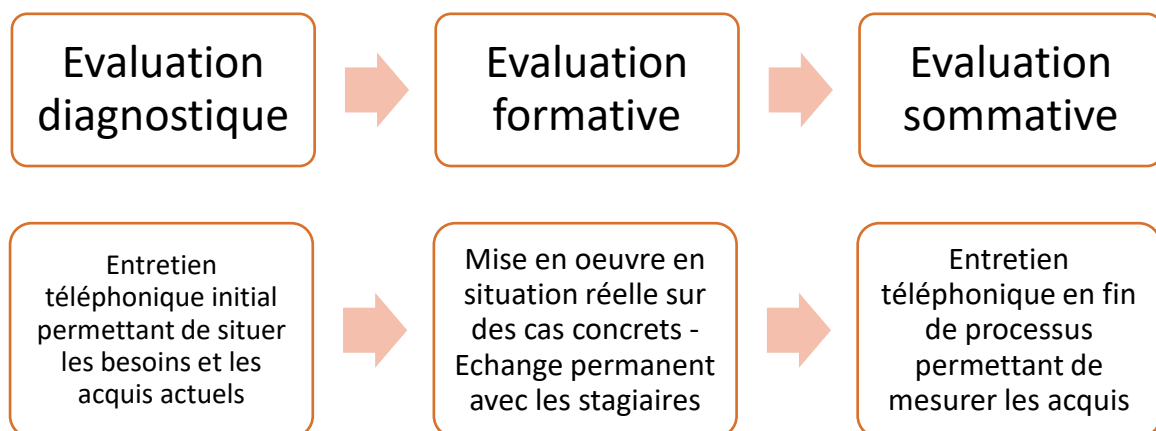 Evaluation
diagnostique
Evaluation
formative
Evaluation
sommative
Entretien
téléphonique initial
permettant de situer
les besoins et les
acquis actuels
Mise en oeuvre en
situation réelle sur
des cas concrets -
Echange permanent
avec les stagiaires
Entretien
téléphonique en fin
de processus
permettant de
mesurer les acquis